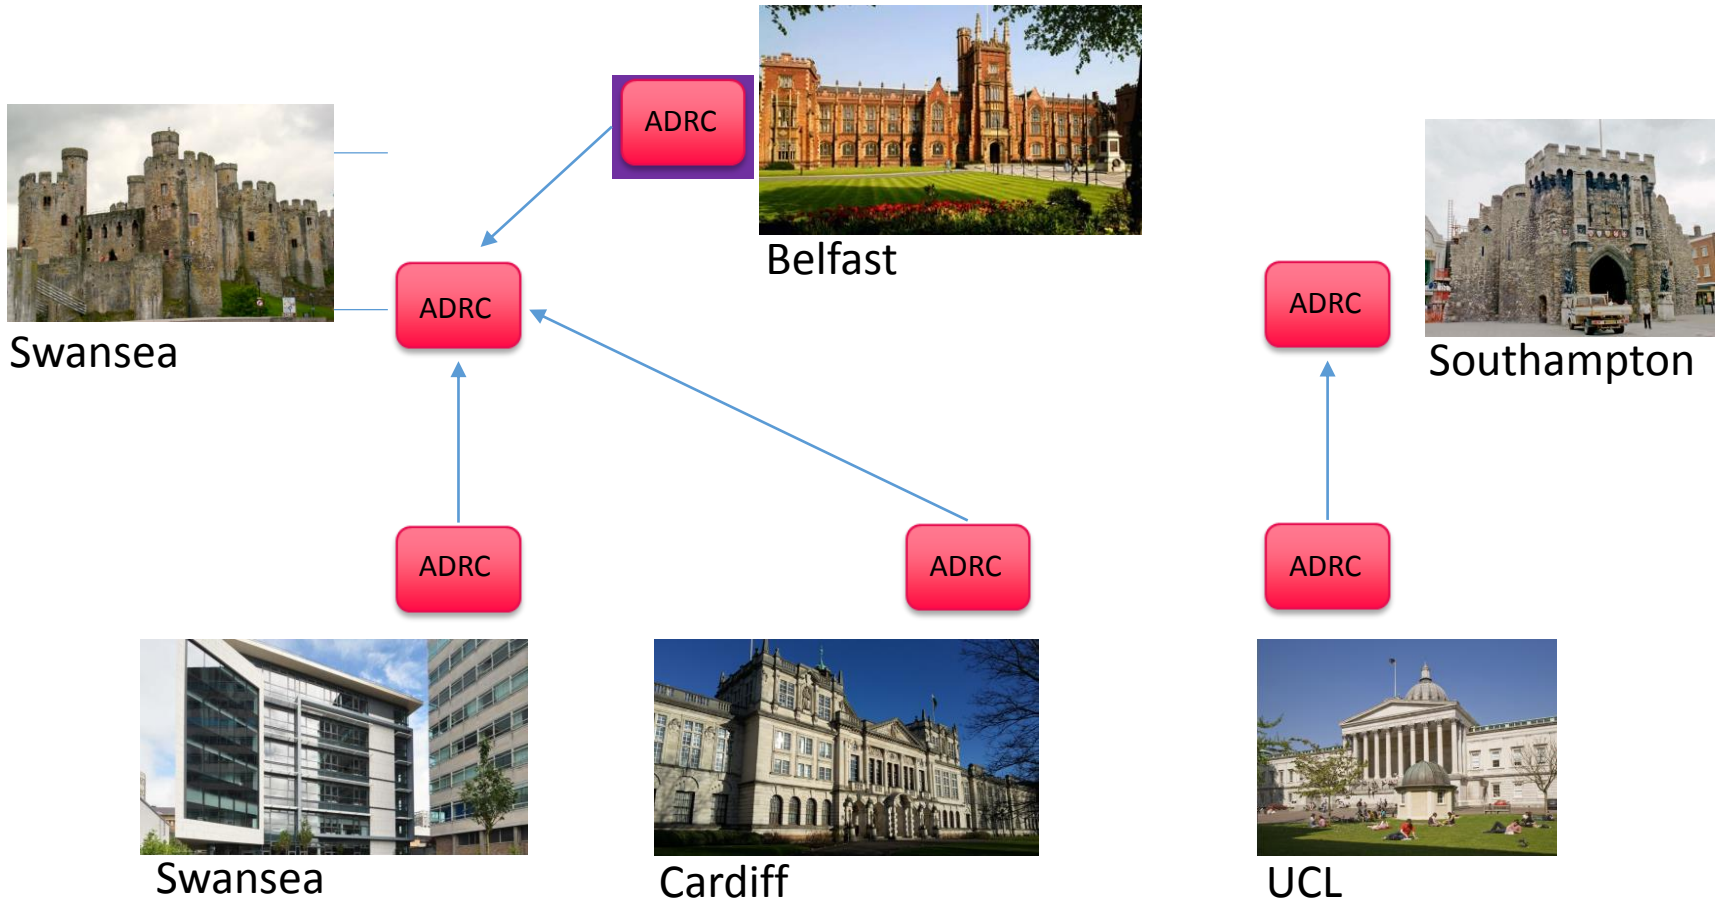 ADRC
Belfast
Swansea
ADRC
ADRC
Southampton
ADRC
ADRC
ADRC
Swansea
Cardiff
UCL